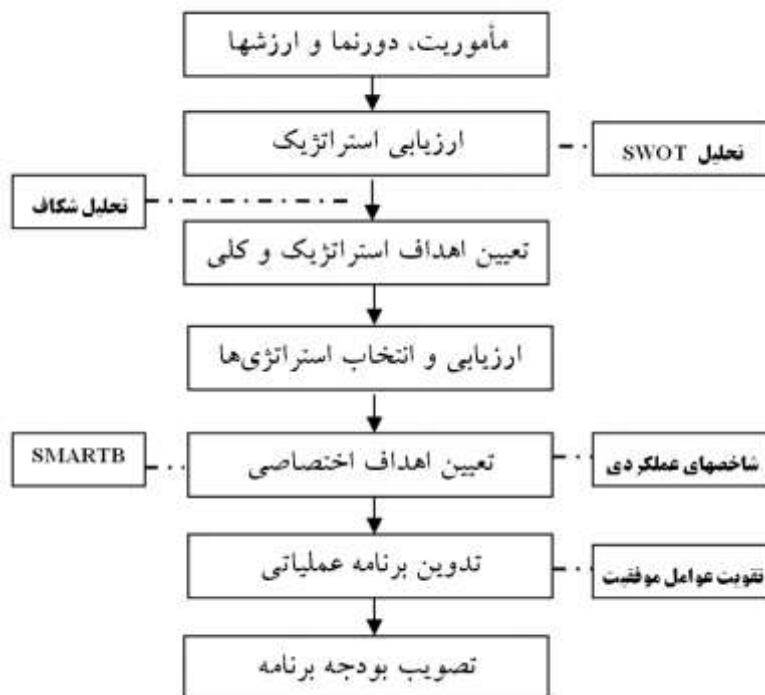 مأموریت، دورنما و ارزشها
ارزیابی استراتژیک
تحلیل SWOT
تحلیل شکاف
تعیین اهداف استراتژیک و کلی
ارزیابی و انتخاب استراتژی‌ها
SMARTB
تعیین اهداف اختصاصی
شاخصهای عملکردی
تدوین برنامه عملیاتی
تقویت عوامل موفقیت
تصویب بودجه برنامه